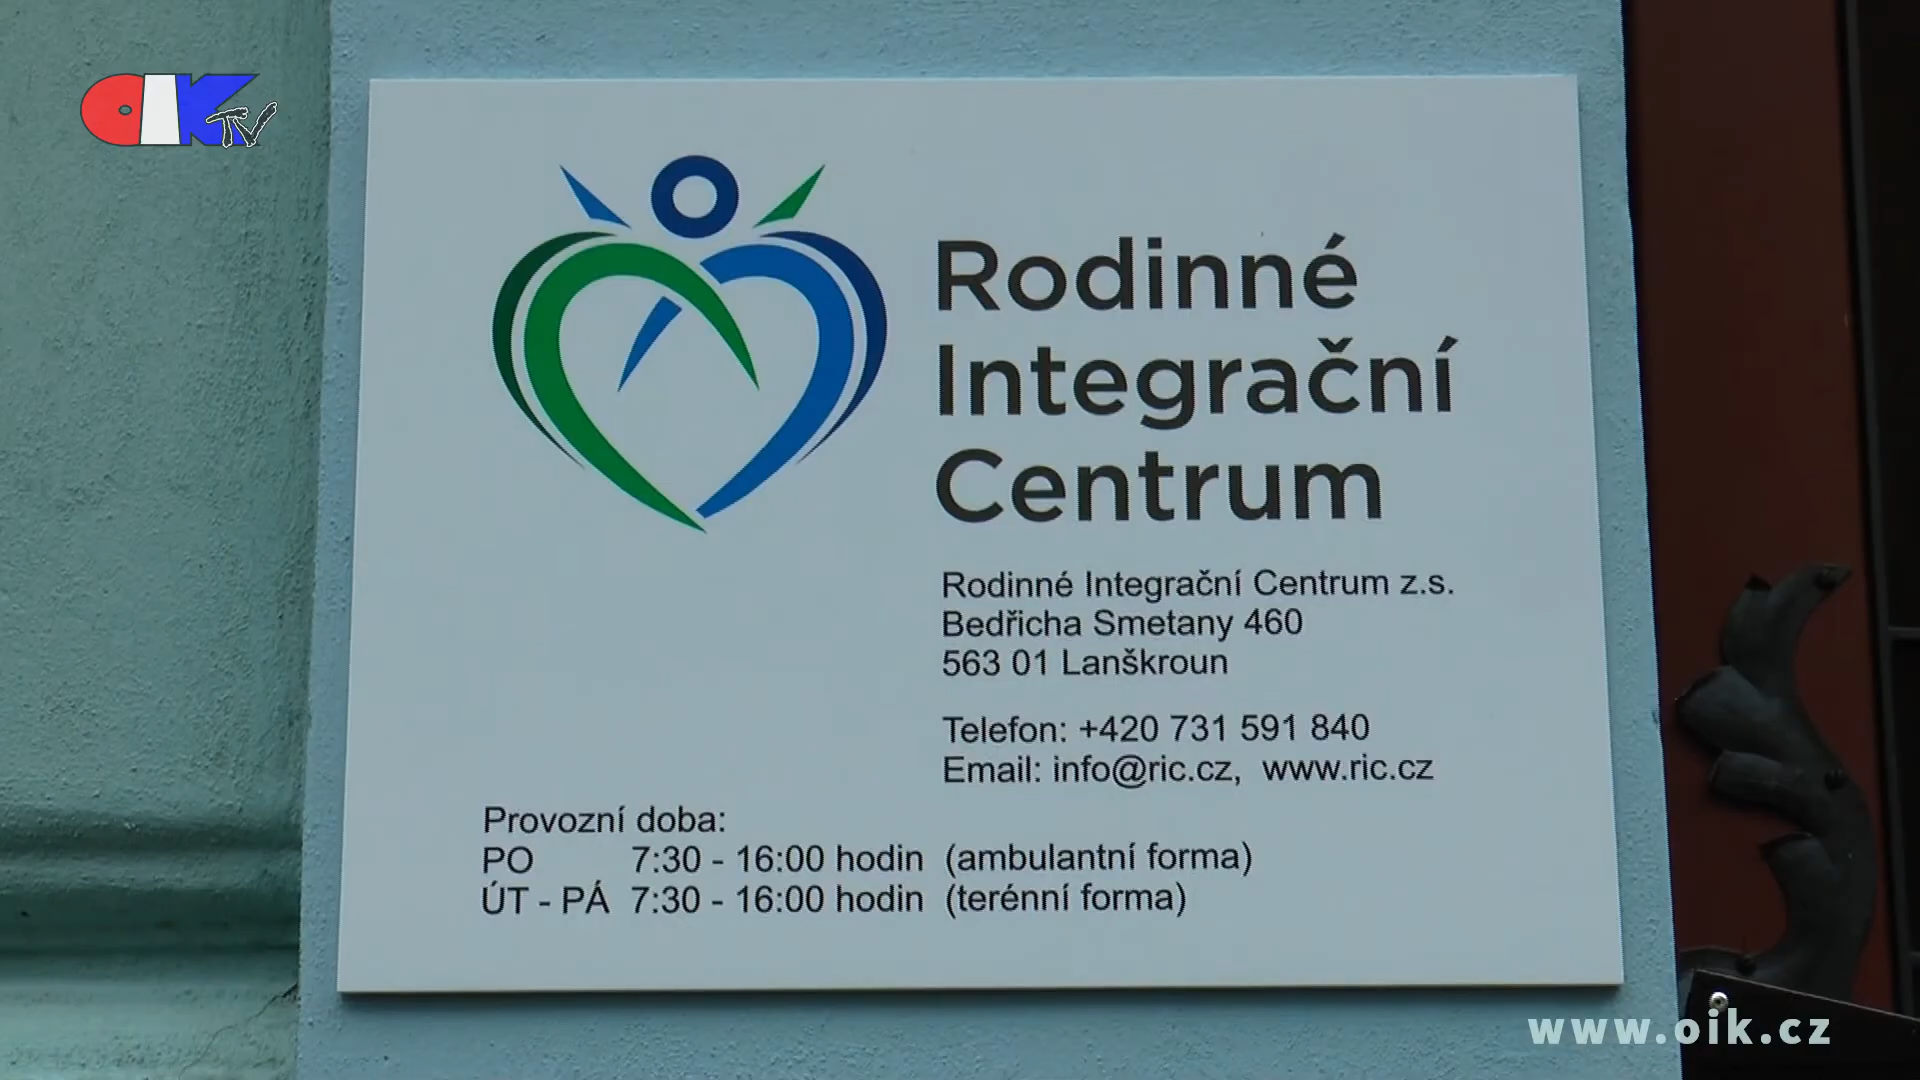 OIK TV
Rodinné
Integrační
Centrum
Rodinné Integrační Centrum z.s.
Bedřicha Smetany 460
563 01 Lanškroun
Telefon: +420 731 591 840
Email: info@ric.cz, www.ric.cz
Provozní doba:
PO 7:30 - 16:00 hodin (ambulantní forma)
ÚT - PÁ 7:30 - 16:00 hodin (terénní forma)
www.oik.cz